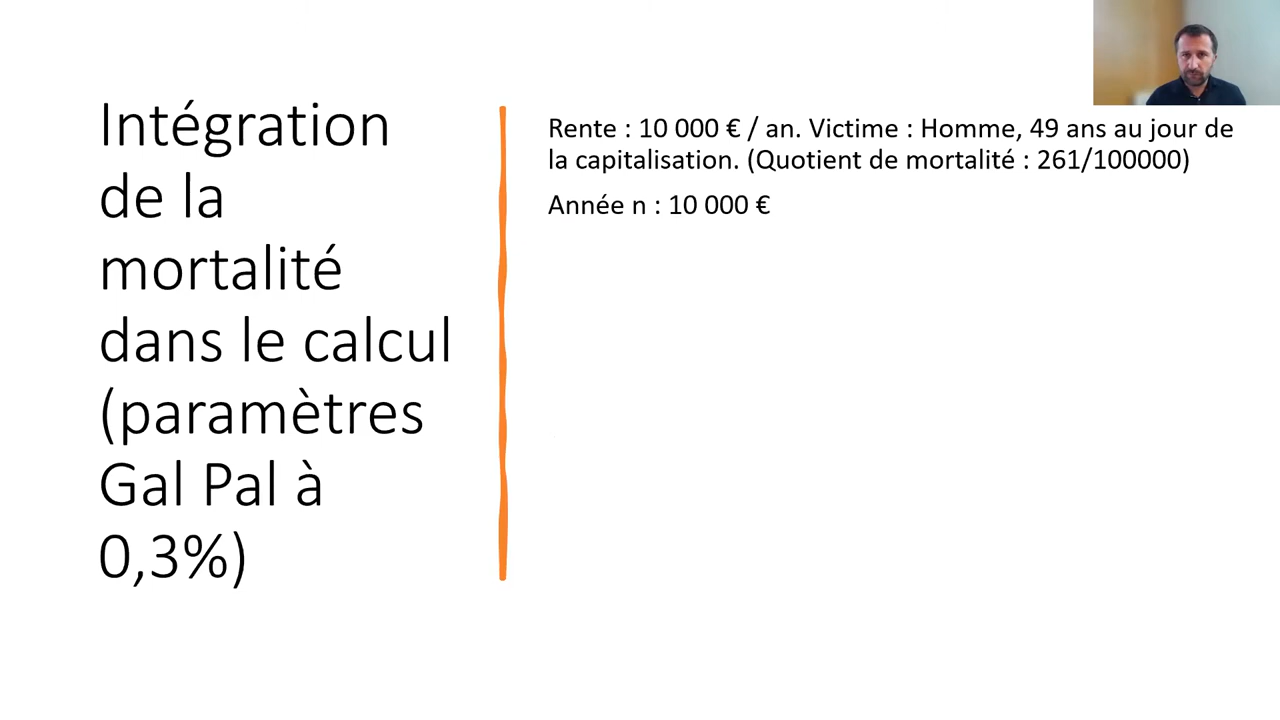 Intégration
de la
mortalité
dans le calcul
(paramètres
Gal Pal à
0,3%)
Rente : 10 000 € / an. Victime : Homme, 49 ans au jour de
la capitalisation. (Quotient de mortalité : 261/100000)
Année n : 10 000 €